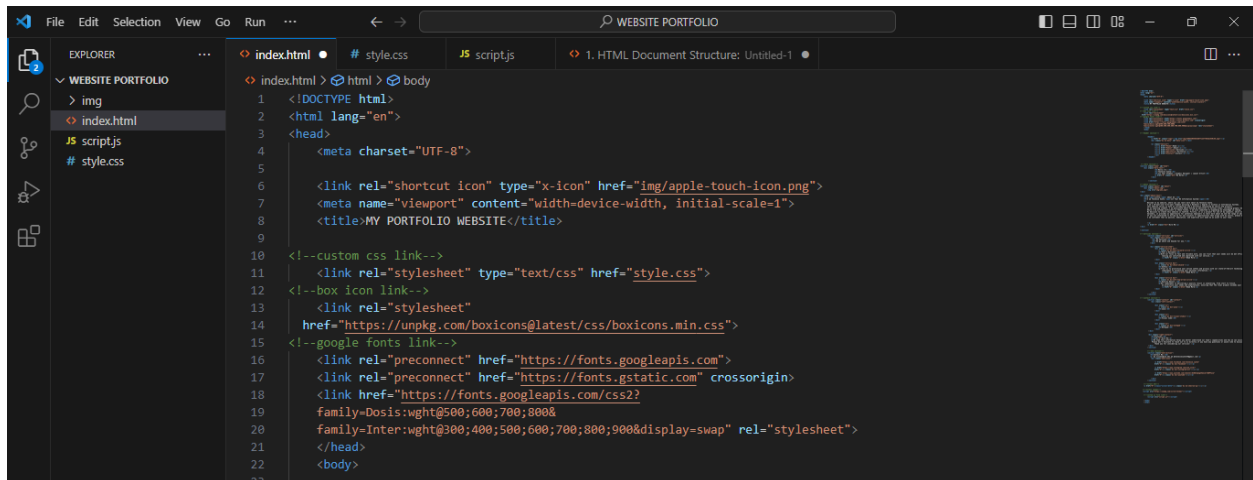 File Edit Selection View Go Run ··· WEBSITE PORTFOLIO
EXPLORER ···
WEBSITE PORTFOLIO
img
index.html
JS script.js
# style.css
2
index.html # style.css JS script.js 1. HTML Document Structure: Untitled-1
index.html > html > body
1 <!DOCTYPE html>
2 <html lang="en">
3 <head>
4 <meta charset="UTF-8">
5
6 <link rel="shortcut icon" type="x-icon" href="img/apple-touch-icon.png">
7 <meta name="viewport" content="width=device-width, initial-scale=1">
8 <title>MY PORTFOLIO WEBSITE</title>
9
10 <!--custom css link-->
11 <link rel="stylesheet" type="text/css" href="style.css">
12 <!--box icon link-->
13 <link rel="stylesheet"
14 href="https://unpkg.com/boxicons@latest/css/boxicons.min.css">
15 <!--google fonts link-->
16 <link rel="preconnect" href="https://fonts.googleapis.com">
17 <link rel="preconnect" href="https://fonts.gstatic.com" crossorigin>
18 <link href="https://fonts.googleapis.com/css2?
19 family=Dosis:wght@500;600;700;800&
20 family=Inter:wght@300;400;500;600;700;800;900&display=swap" rel="stylesheet">
21 </head>
22 <body>